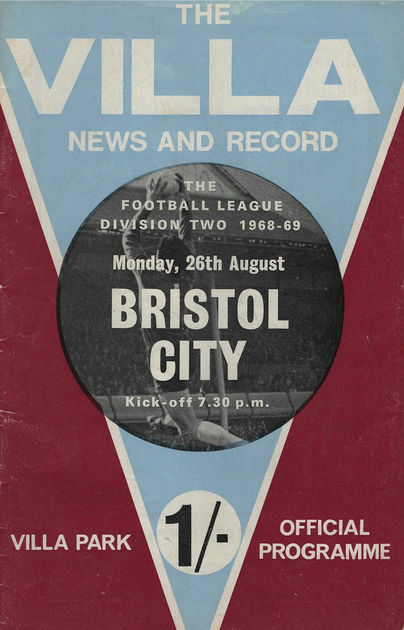 THE
VILLA
NEWS AND RECORD
THE
FOOTBALL LEAGUE
DIVISION TWO 1968-69
Monday, 26th August
BRISTOL
CITY
Kick-off 7.30 p.m.
VILLA PARK
1/-
OFFICIAL
PROGRAMME